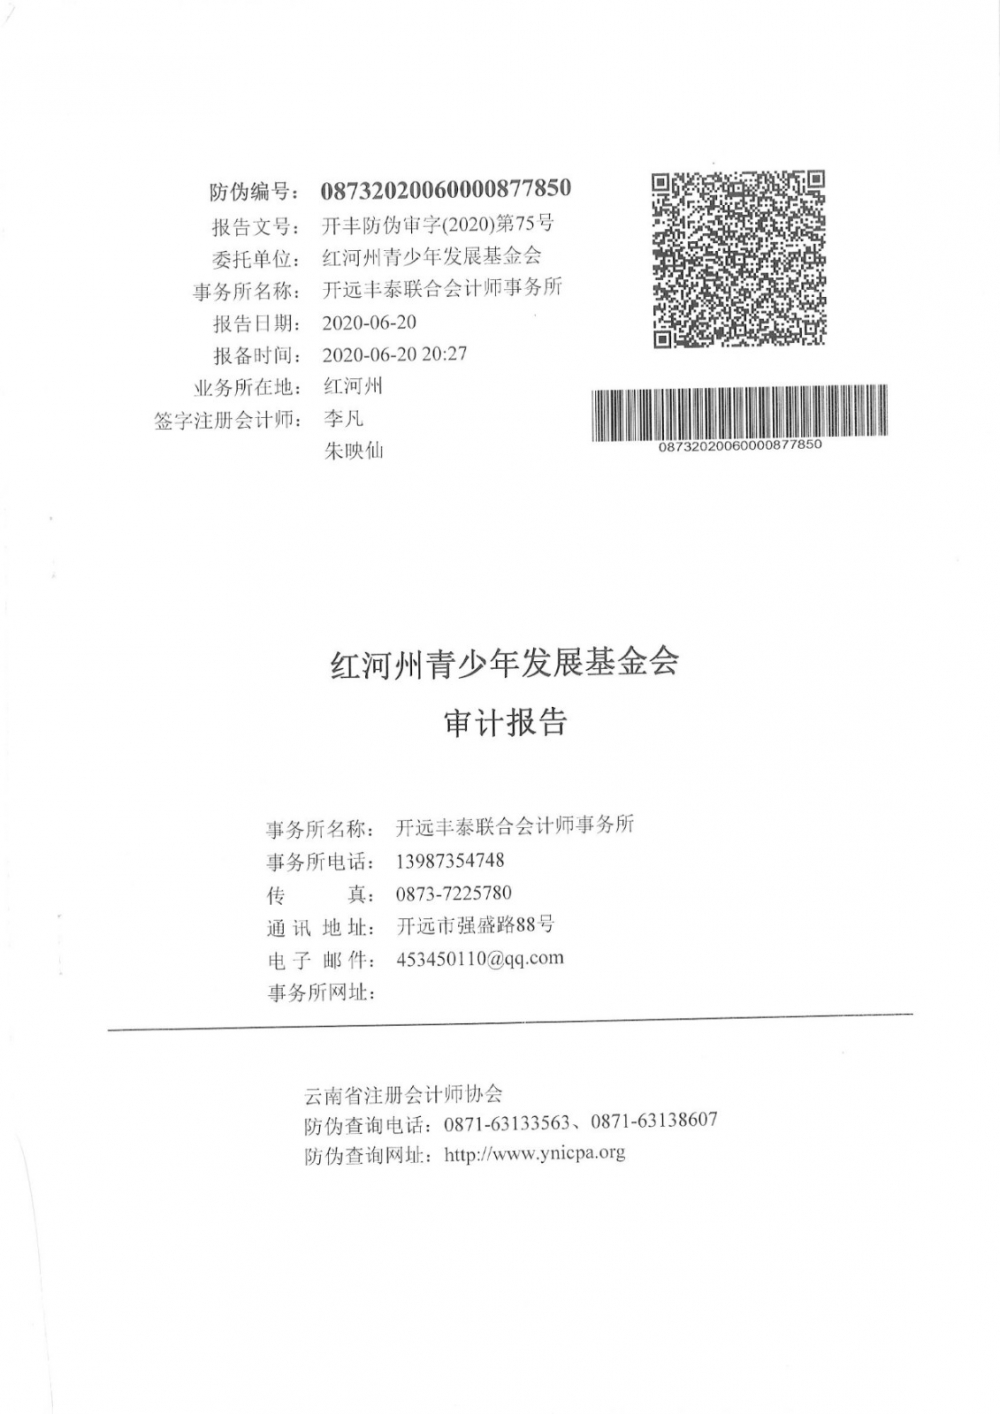 防伪编号： 08732020060000877850
报告文号： 开丰防伪审字(2020)第75号
委托单位： 红河州青少年发展基金会
事务所名称： 开远丰泰联合会计师事务所
报告日期： 2020-06-20
报备时间： 2020-06-20 20:27
业务所在地： 红河州
签字注册会计师： 李凡
朱映仙
08732020060000877850
红河州青少年发展基金会
审计报告
事务所名称： 开远丰泰联合会计师事务所
事务所电话： 13987354748
传 真： 0873-7225780
通 讯 地 址： 开远市强盛路88号
电 子 邮 件： 453450110@qq.com
事务所网址：
云南省注册会计师协会
防伪查询电话：0871-63133563、0871-63138607
防伪查询网址：http://www.ynicpa.org